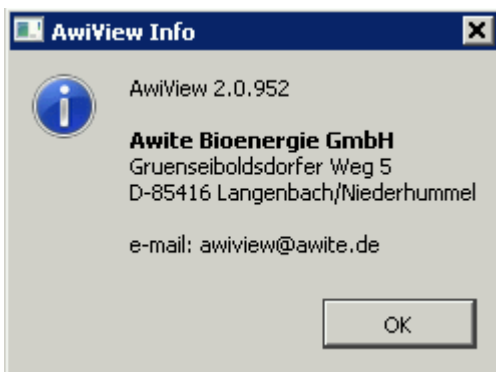 AwiView Info
AwiView 2.0.952
Awite Bioenergie GmbH
Gruenseiboldsdorfer Weg 5
D-85416 Langenbach/Niederhummel
e-mail: awiview@awite.de
OK